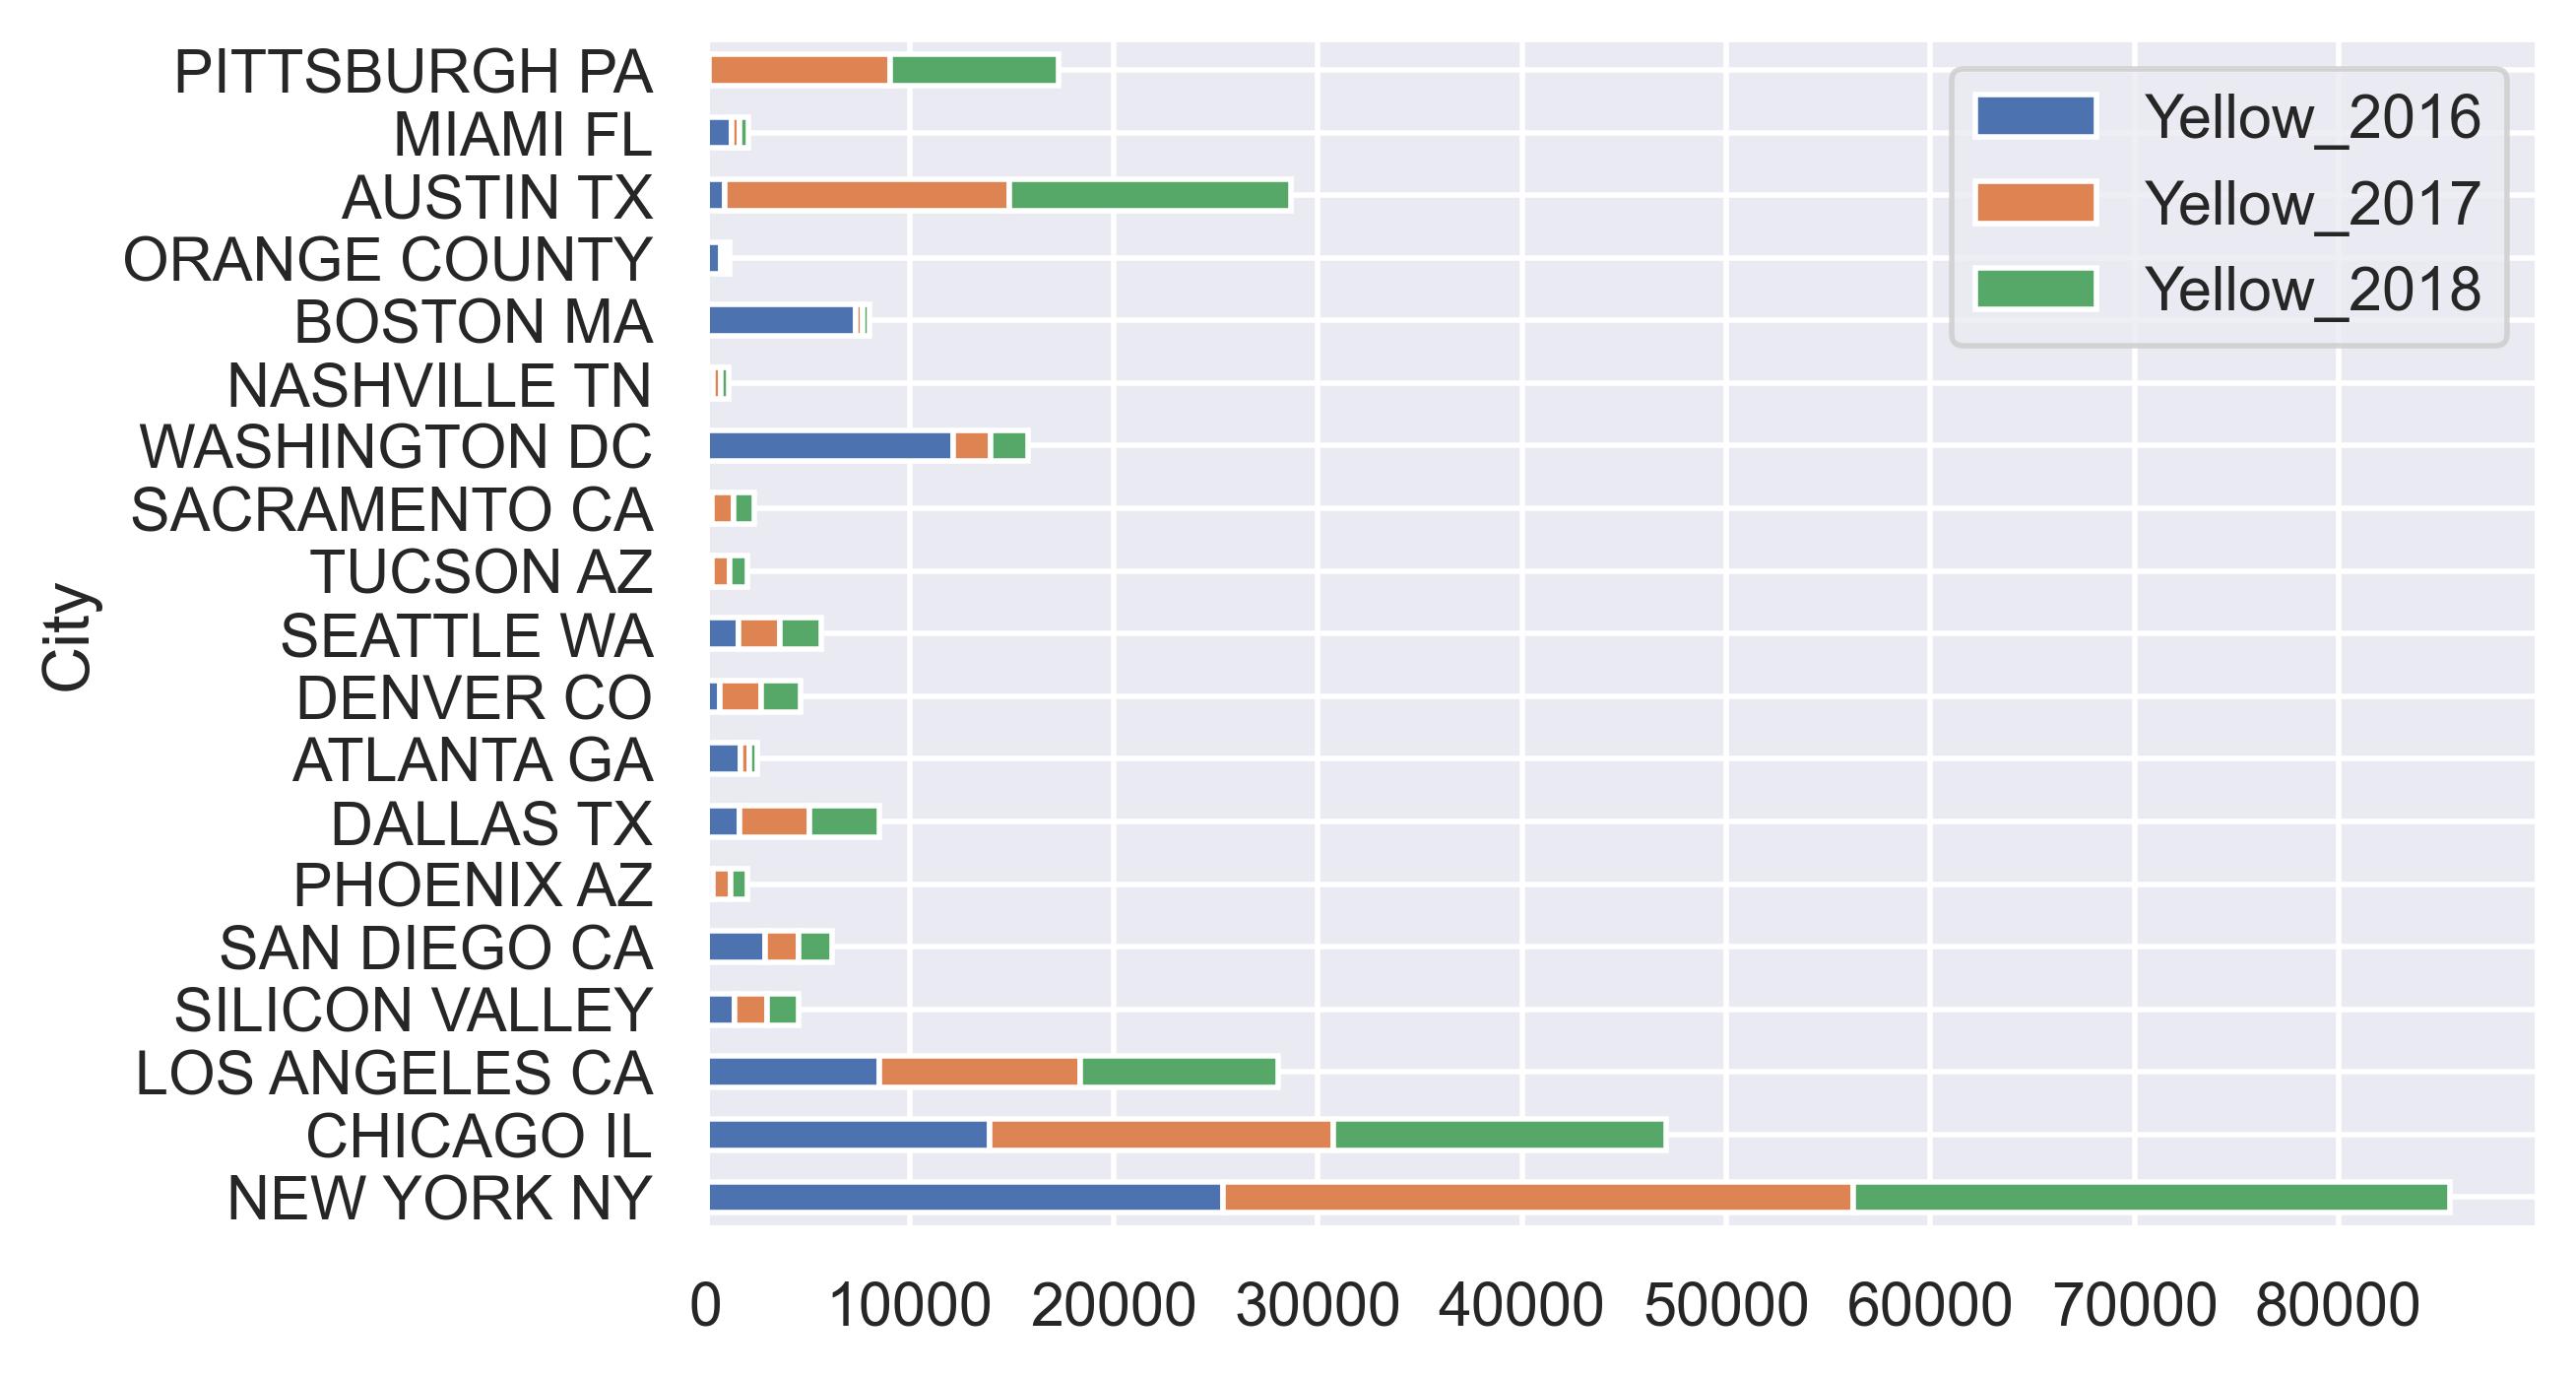 PITTSBURGH PA
MIAMI FL
AUSTIN TX
ORANGE COUNTY
BOSTON MA
NASHVILLE TN
WASHINGTON DC
SACRAMENTO CA
TUCSON AZ
SEATTLE WA
DENVER CO
ATLANTA GA
DALLAS TX
PHOENIX AZ
SAN DIEGO CA
SILICON VALLEY
LOS ANGELES CA
CHICAGO IL
NEW YORK NY
City
Yellow_2016
Yellow_2017
Yellow_2018
0 10000 20000 30000 40000 50000 60000 70000 80000